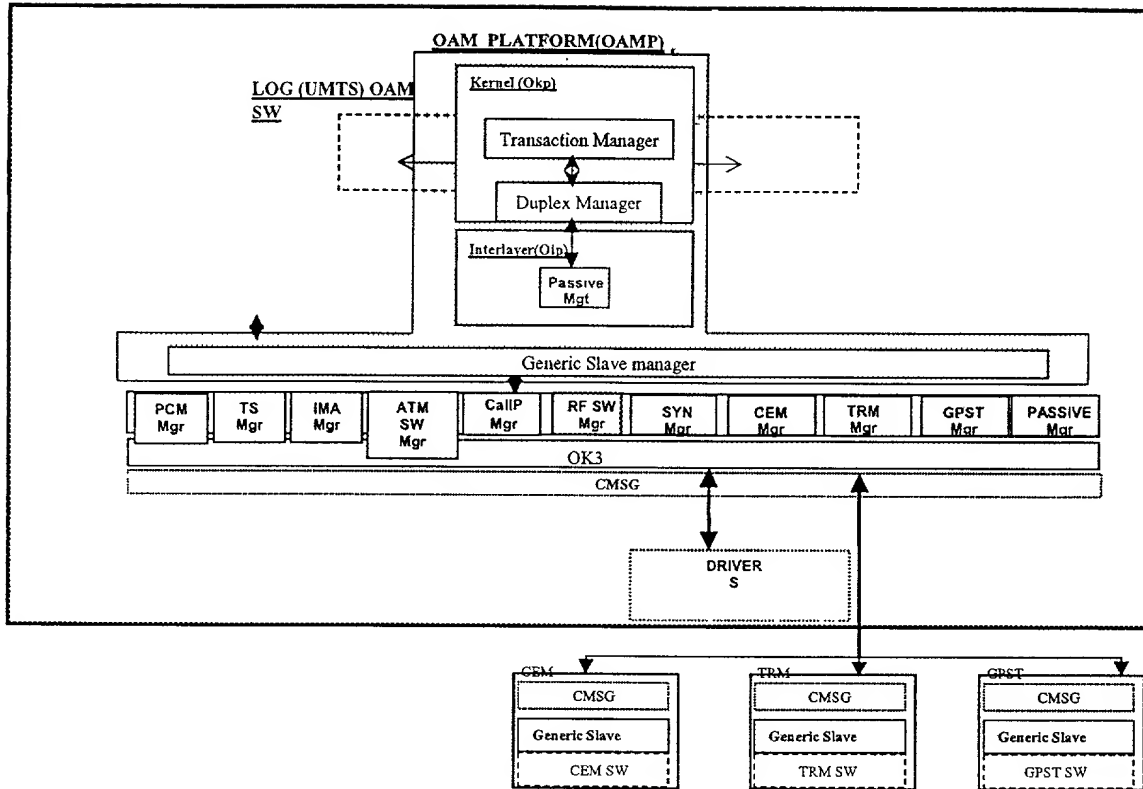 OAM PLATFORM(OAMP)
Kernel (Okp)
LOG (UMTS) OAM
SW
Transaction Manager
Duplex Manager
Interlayer(Oip)
Passive
Mgt
Generic Slave manager
PCM
Mgr
TS
Mgr
IMA
Mgr
ATM
SW
Mgr
CallP
Mgr
RF SW
Mgr
SYN
Mgr
CEM
Mgr
TRM
Mgr
GPST
Mgr
PASSIVE
Mgr
OK3
CMSG
DRIVER
S
CEM
CMSG
Generic Slave
CEM SW
TRM
CMSG
Generic Slave
TRM SW
GPST
CMSG
Generic Slave
GPST SW